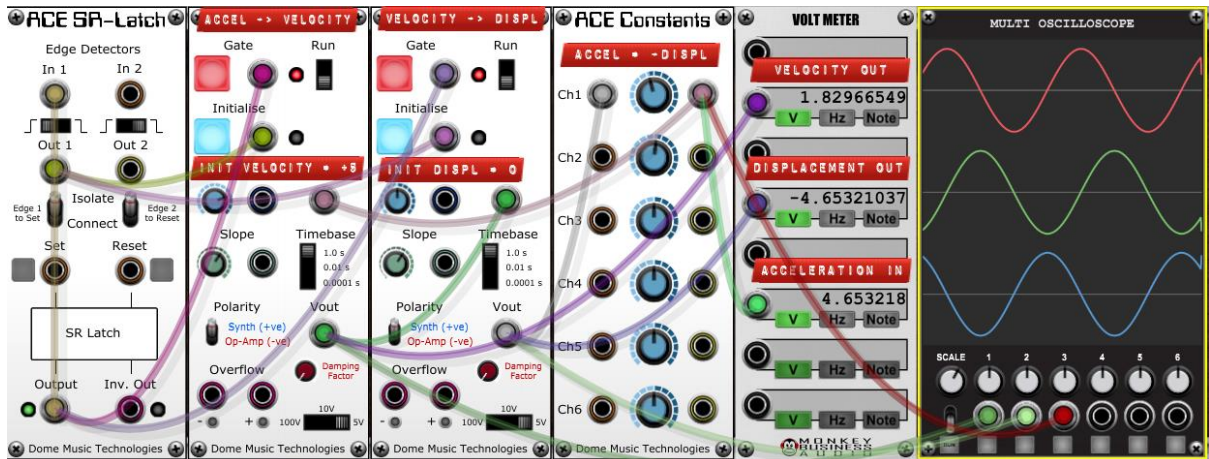 ACE SR-Latch
Edge Detectors
In 1
In 2
Out 1
Out 2
Isolate
Edge 1
to Set
Edge 2
to Reset
Connect
Set
Reset
SR Latch
Output
Inv. Out
Dome Music Technologies
ACCEL -> VELOCITY
Gate
Run
Initialise
INIT VELOCITY = +5
Slope
Timebase
1.0 s
0.01 s
0.0001 s
Polarity
Vout
Synth (+ve)
Op-Amp (-ve)
Overflow
Damping
Factor
10V
- + 100V 5V
Dome Music Technologies
VELOCITY -> DISPL
Gate
Run
Initialise
INIT DISPL = 0
Slope
Timebase
1.0 s
0.01 s
0.0001 s
Polarity
Vout
Synth (+ve)
Op-Amp (-ve)
Overflow
Damping
Factor
10V
- + 100V 5V
Dome Music Technologies
ACE Constants
ACCEL = -DISPL
Ch1
Ch2
Ch3
Ch4
Ch5
Ch6
Dome Music Technologies
VOLT METER
VELOCITY OUT
1.82966549
V Hz Note
DISPLACEMENT OUT
-4.65321037
V Hz Note
ACCELERATION IN
4.653218
V Hz Note
V Hz Note
V Hz Note
MONKEY
BUSINESS
AUDIO
MULTI OSCILLOSCOPE
SCALE 1 2 3 4 5 6